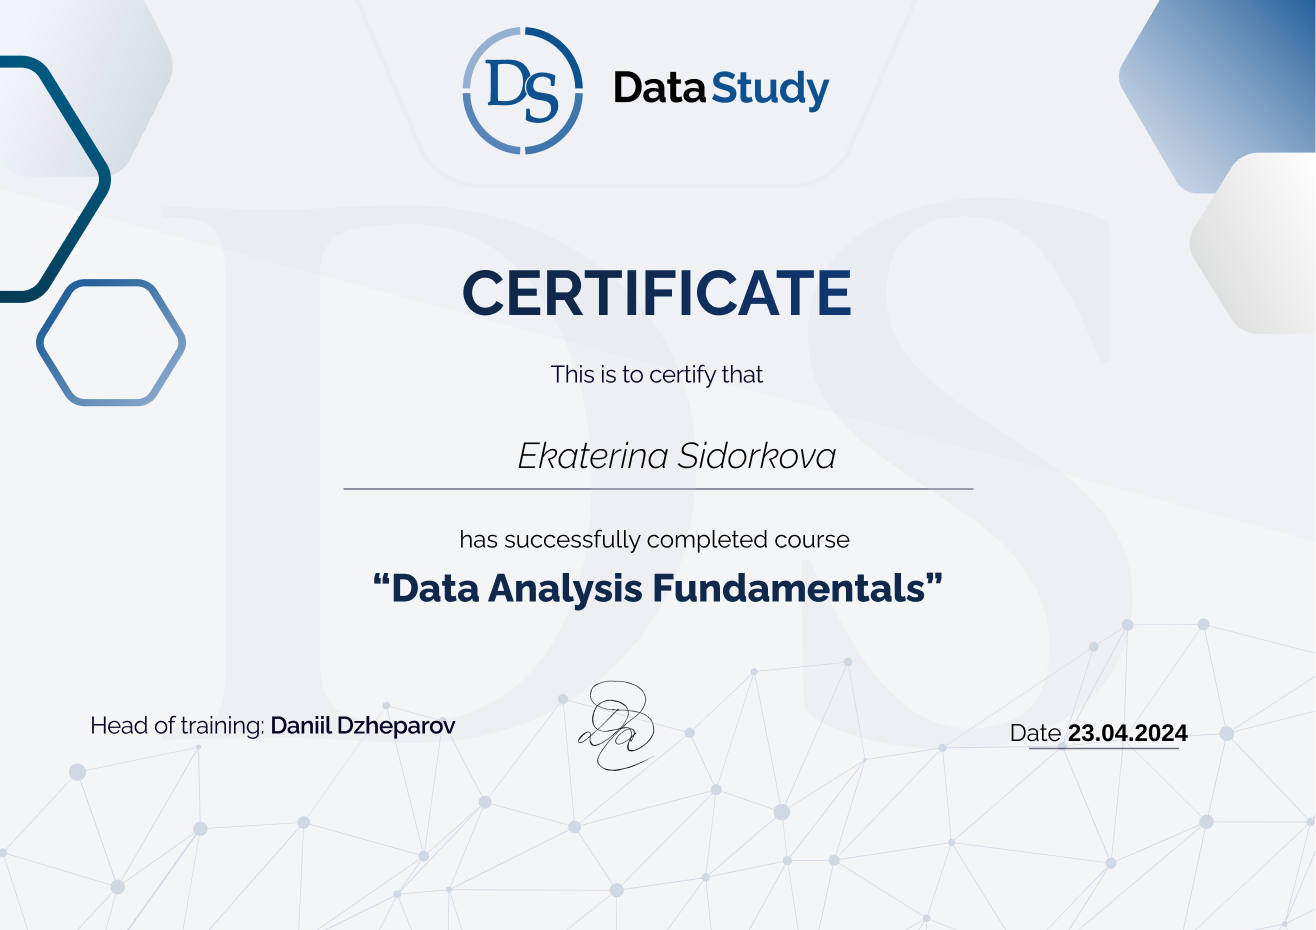 DS
Data Study
CERTIFICATE
This is to certify that
Ekaterina Sidorkova
has successfully completed course
“Data Analysis Fundamentals”
Head of training: Daniil Dzheparov
Date 23.04.2024